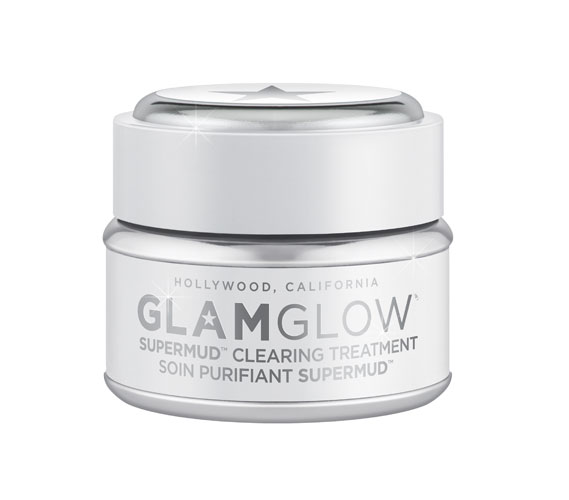 HOLLYWOOD, CALIFORNIA
GLAMGLOW
SUPERMUD™ CLEARING TREATMENT
SOIN PURIFIANT SUPERMUD™